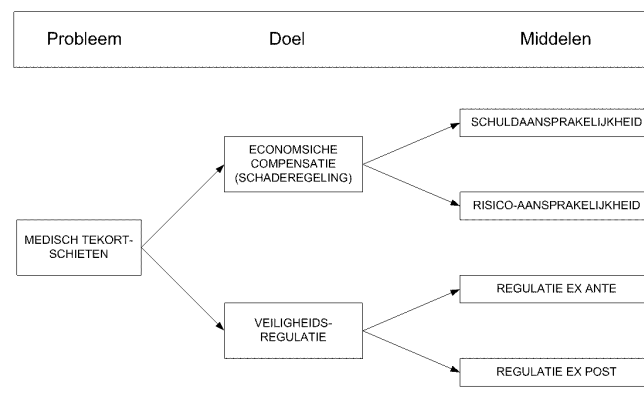 Probleem Doel Middelen
SCHULDAANSPRAKELIJKHEID
ECONOMSICHE
COMPENSATIE
(SCHADEREGELING)
RISICO-AANSPRAKELIJKHEID
MEDISCH TEKORT-
SCHIETEN
REGULATIE EX ANTE
VEILIGHEIDS-
REGULATIE
REGULATIE EX POST